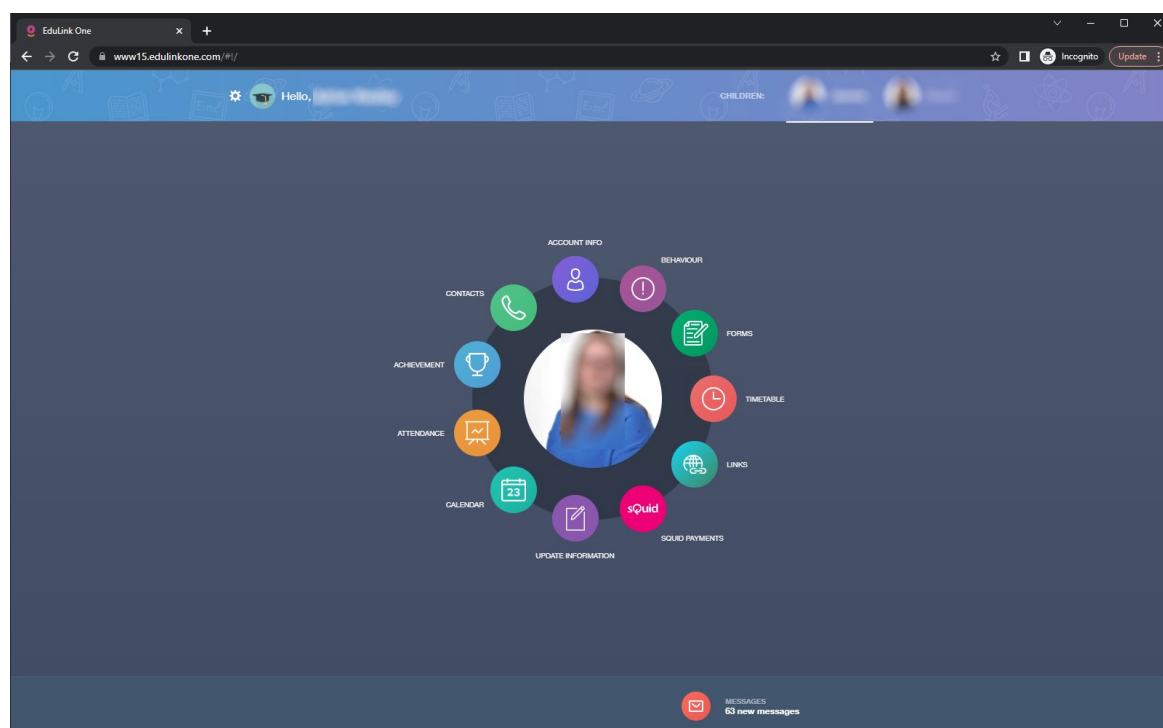 EduLink One
www15.edulinkone.com/#!/
Incognito
Update
Hello,
CHILDREN:
ACCOUNT INFO
BEHAVIOUR
CONTACTS
FORMS
ACHIEVEMENT
TIMETABLE
ATTENDANCE
LINKS
23
CALENDAR
sQuid
SQUID PAYMENTS
UPDATE INFORMATION
MESSAGES
63 new messages